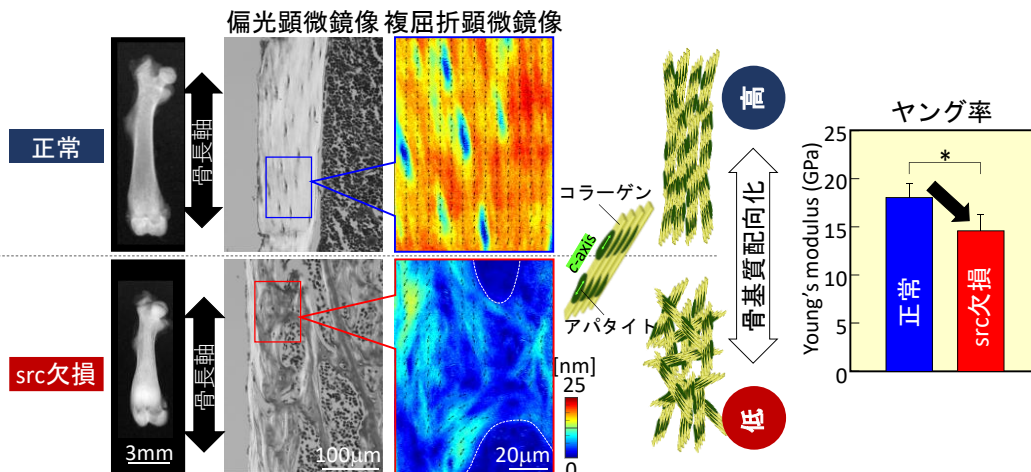 偏光顕微鏡像 複屈折顕微鏡像
正常
骨長軸
高
コラーゲン
c-axis
アパタイト
骨基質配向化
src欠損
骨長軸
低
3mm
100μm
20μm
[nm]
25
0
ヤング率
Young's modulus (GPa)
25
20
15
10
5
0
*
正常
src欠損